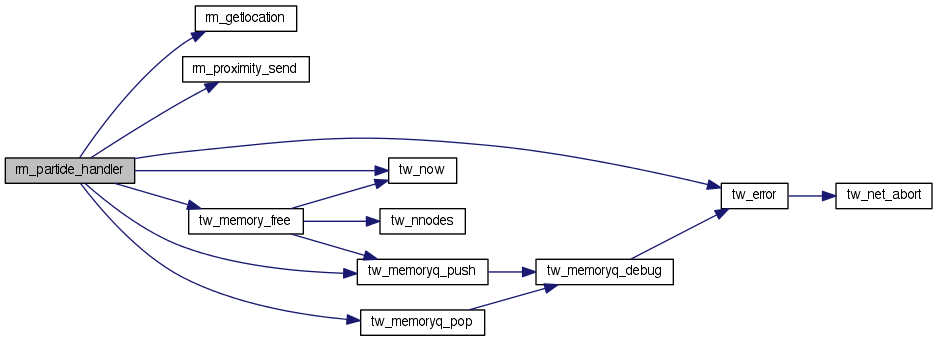 rm_getlocation
rm_proximity_send
rm_particle_handler
tw_now
tw_error
tw_net_abort
tw_memory_free
tw_nnodes
tw_memoryq_push
tw_memoryq_debug
tw_memoryq_pop